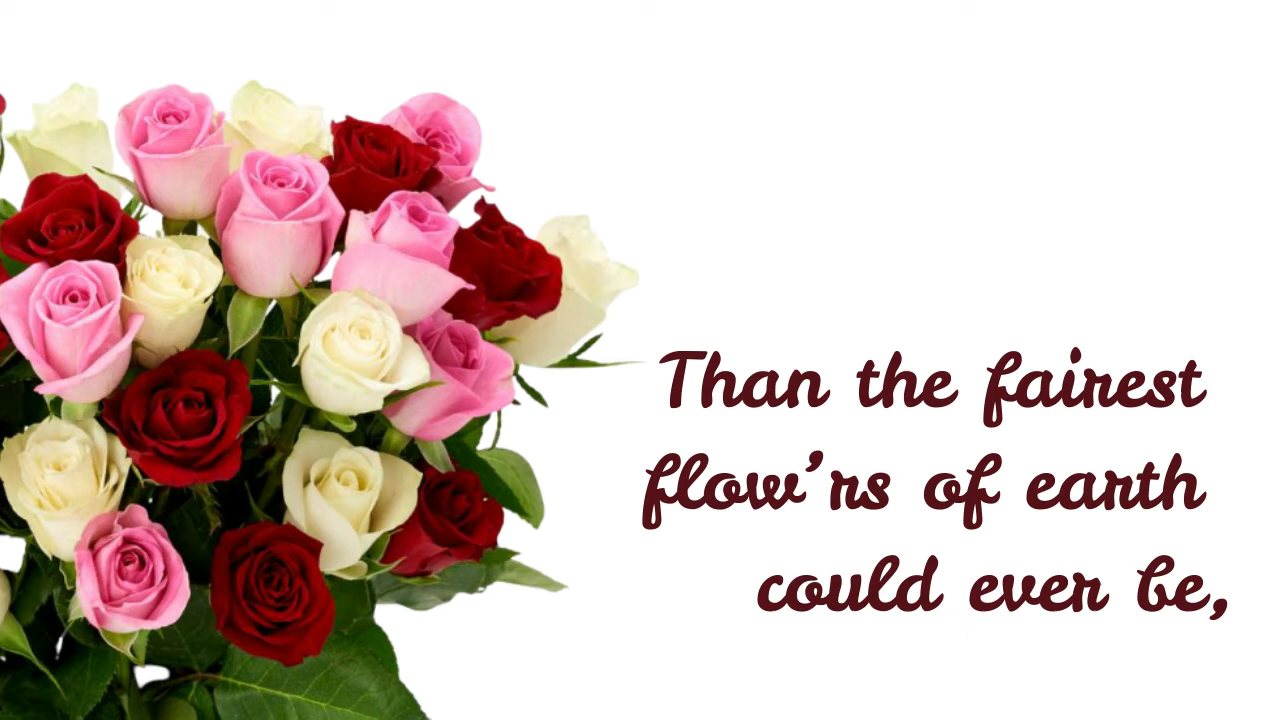 Than the fairest
flow’rs of earth
could ever be,